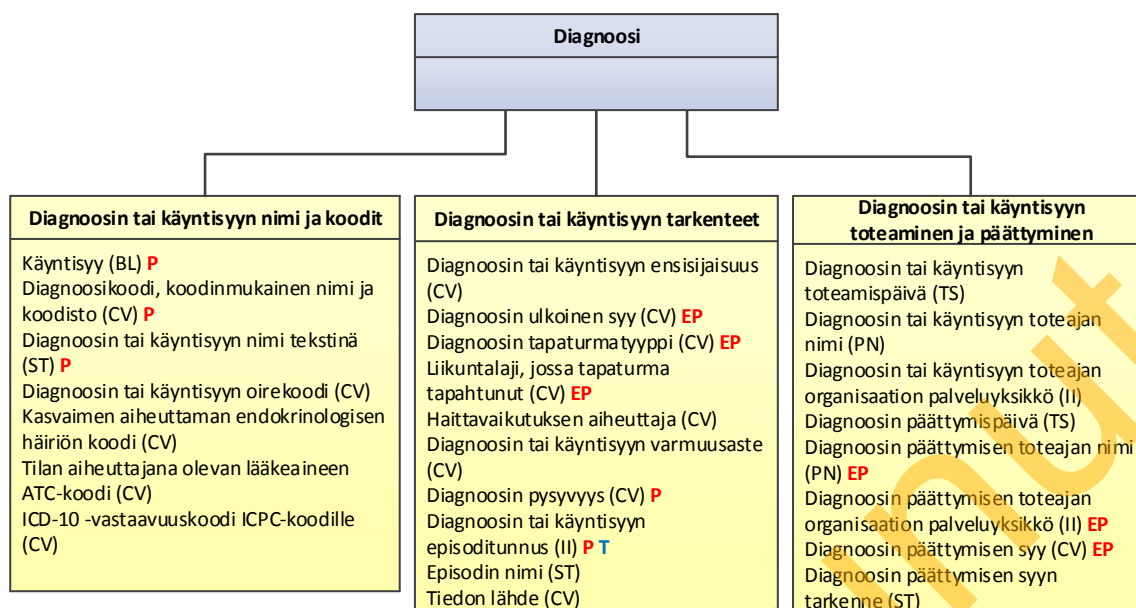 Diagnoosi
Diagnoosin tai käyntisyyn nimi ja koodit
Käyntisyy (BL) P
Diagnoosikoodi, koodinmukainen nimi ja
koodisto (CV) P
Diagnoosin tai käyntisyyn nimi tekstinä
(ST) P
Diagnoosin tai käyntisyyn oirekoodi (CV)
Kasvaimen aiheuttaman endokrinologisen
häiriön koodi (CV)
Tilan aiheuttajana olevan lääkeaineen
ATC-koodi (CV)
ICD-10 -vastaavuuskoodi ICPC-koodille
(CV)
Diagnoosin tai käyntisyyn tarkenteet
Diagnoosin tai käyntisyyn ensisijaisuus
(CV)
Diagnoosin ulkoinen syy (CV) EP
Diagnoosin tapaturmatyyppi (CV) EP
Liikuntalaji, jossa tapaturma
tapahtunut (CV) EP
Haittavaikutuksen aiheuttaja (CV)
Diagnoosin tai käyntisyyn varmuusaste
(CV)
Diagnoosin pysyvyys (CV) P
Diagnoosin tai käyntisyyn
episoditunnus (II) P T
Episodin nimi (ST)
Tiedon lähde (CV)
Diagnoosin tai käyntisyyn
toteaminen ja päättyminen
Diagnoosin tai käyntisyyn
toteamispäivä (TS)
Diagnoosin tai käyntisyyn toteajan
nimi (PN)
Diagnoosin tai käyntisyyn toteajan
organisaation palveluyksikkö (II)
Diagnoosin päättymispäivä (TS)
Diagnoosin päättymisen toteajan nimi
(PN) EP
Diagnoosin päättymisen toteajan
organisaation palveluyksikkö (II) EP
Diagnoosin päättymisen syy (CV) EP
Diagnoosin päättymisen syyn
tarkenne (ST)
nut